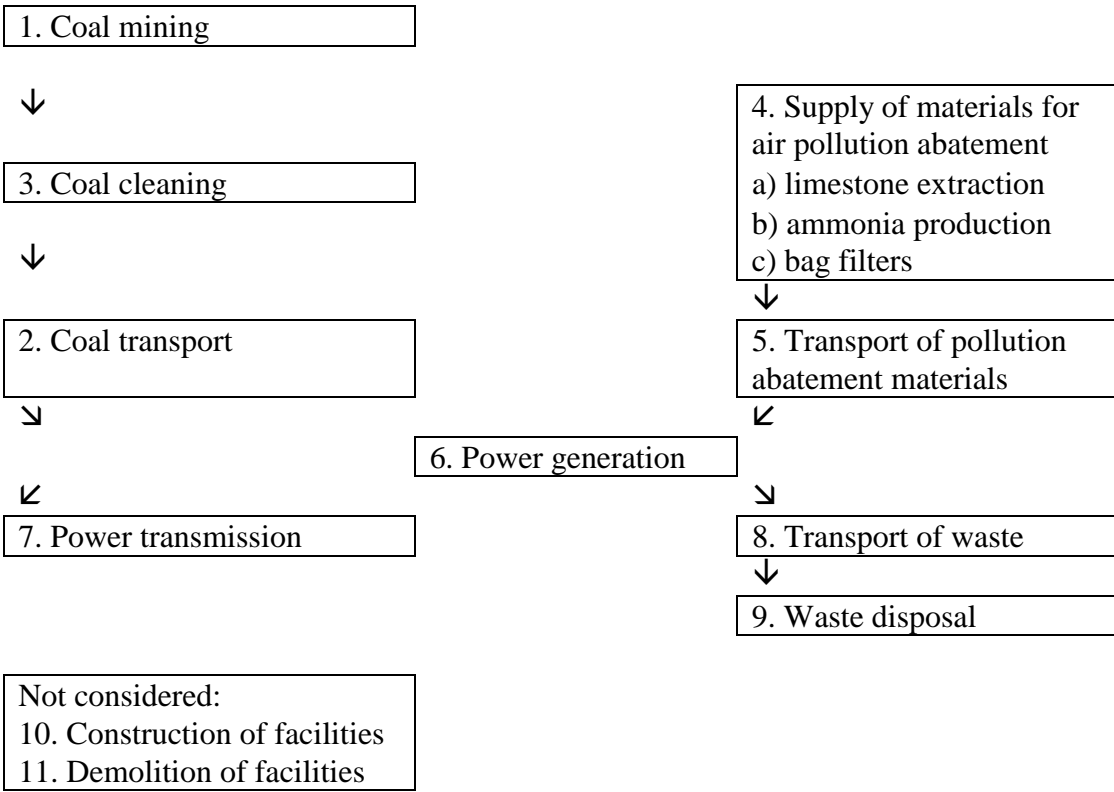 1. Coal mining
↓
3. Coal cleaning
↓
2. Coal transport
↘
4. Supply of materials for
air pollution abatement
a) limestone extraction
b) ammonia production
c) bag filters
↓
5. Transport of pollution
abatement materials
↙
6. Power generation
↙
7. Power transmission
↘
8. Transport of waste
↓
9. Waste disposal
Not considered:
10. Construction of facilities
11. Demolition of facilities